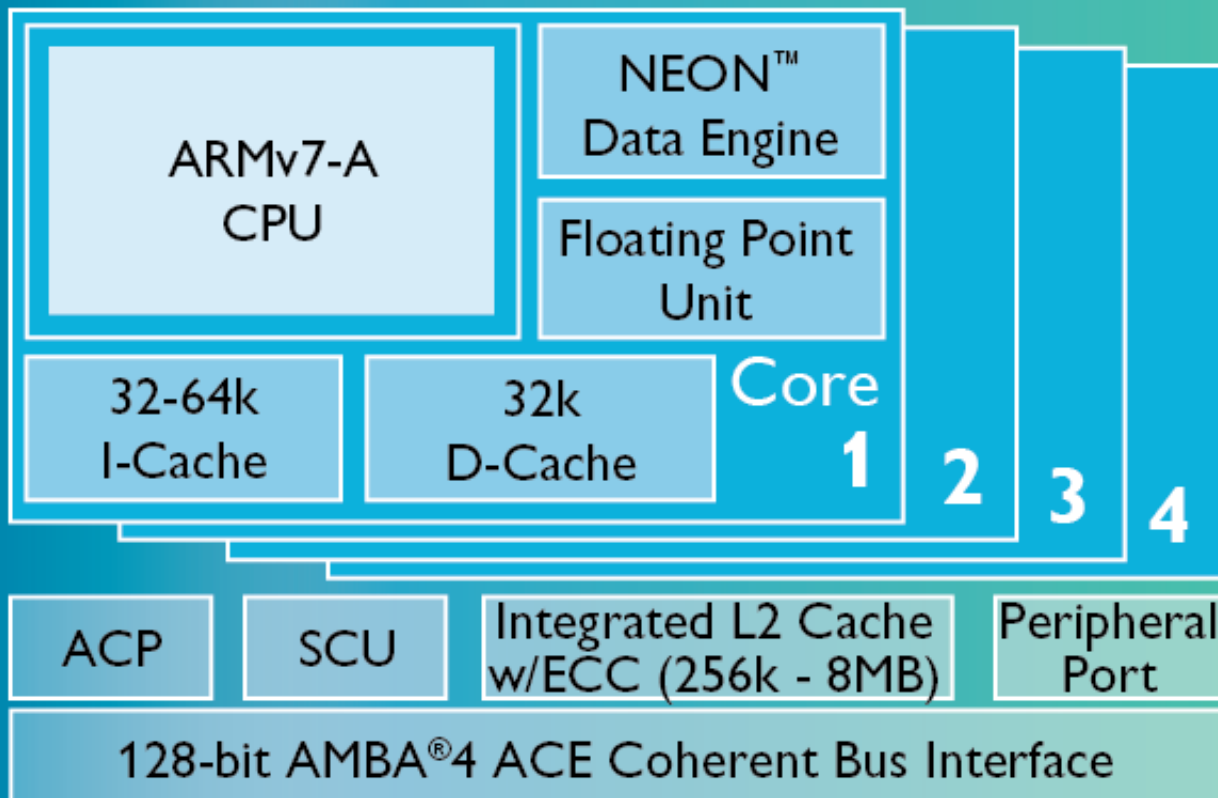 ARMv7-A
CPU
NEON™
Data Engine
Floating Point
Unit
32-64k
I-Cache
32k
D-Cache
Core
1
2
3
4
ACP
SCU
Integrated L2 Cache
w/ECC (256k - 8MB)
Peripheral
Port
128-bit AMBA®4 ACE Coherent Bus Interface